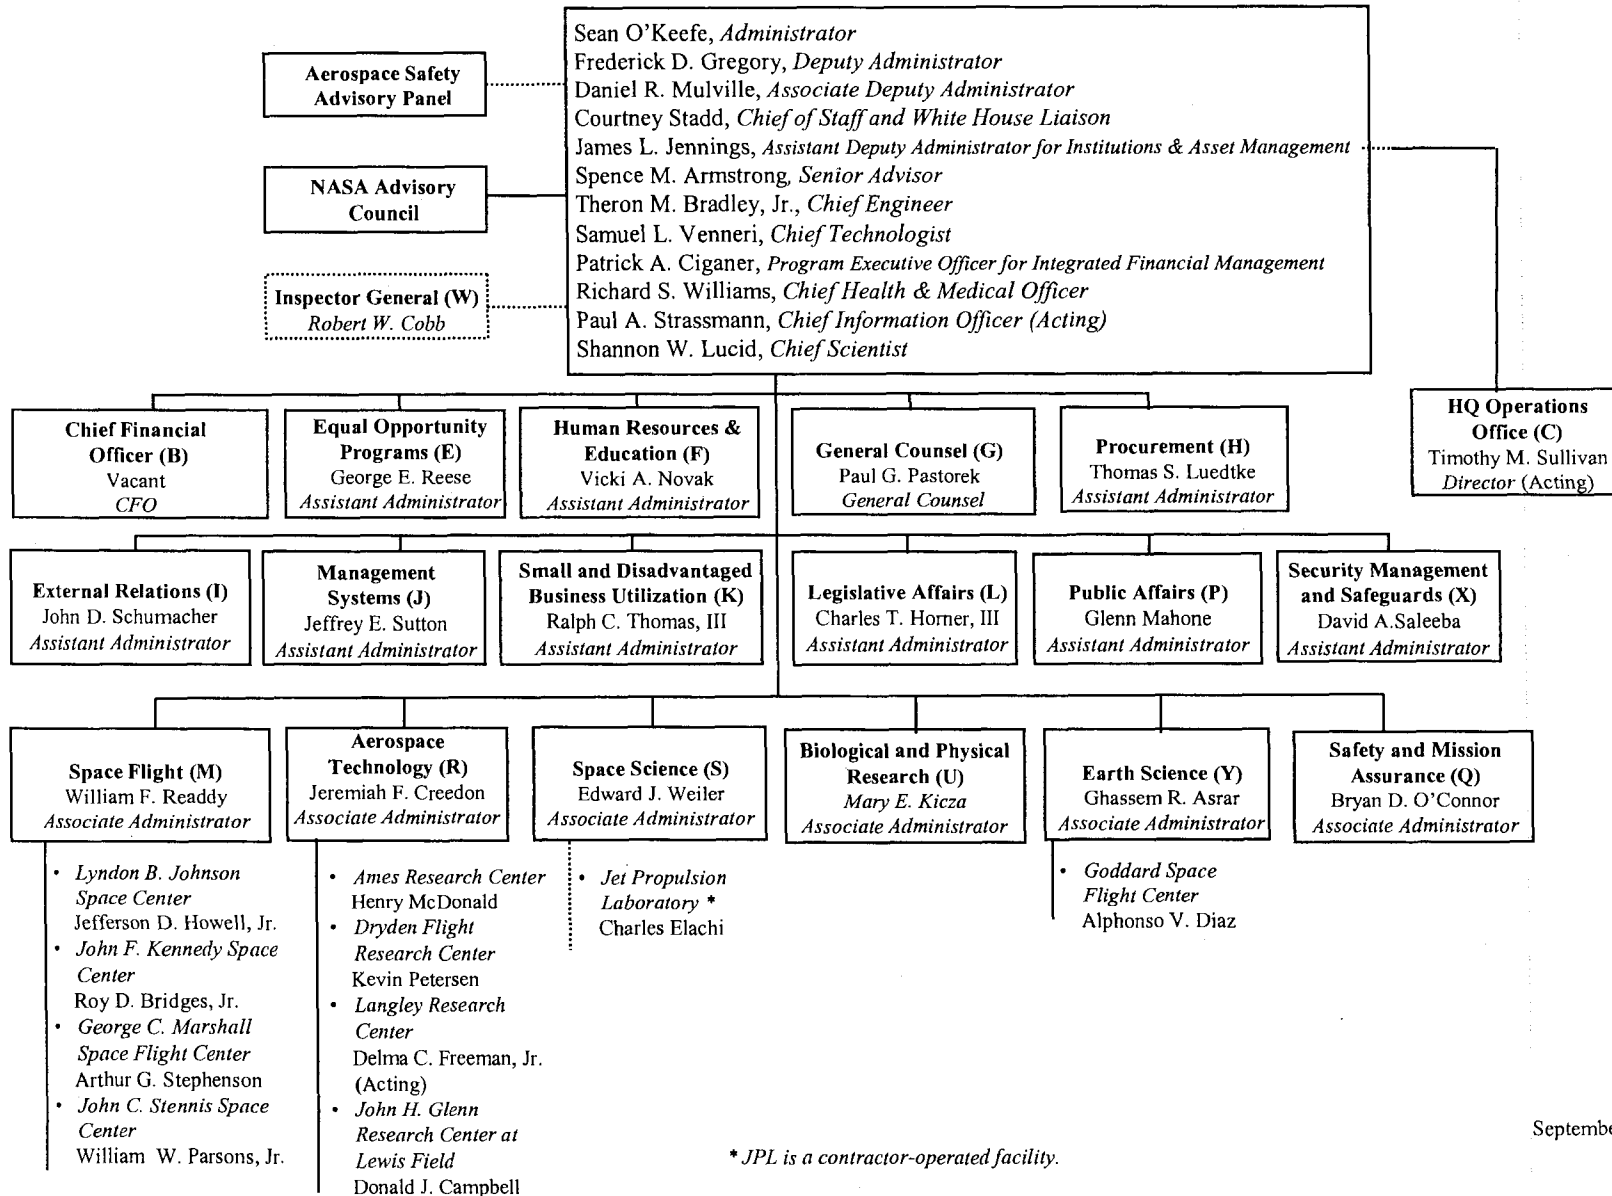 Sean O'Keefe, Administrator
Frederick D. Gregory, Deputy Administrator
Daniel R. Mulville, Associate Deputy Administrator
Courtney Stadd, Chief of Staff and White House Liaison
James L. Jennings, Assistant Deputy Administrator for Institutions & Asset Management
Spence M. Armstrong, Senior Advisor
Theron M. Bradley, Jr., Chief Engineer
Samuel L. Venneri, Chief Technologist
Patrick A. Ciganer, Program Executive Officer for Integrated Financial Management
Richard S. Williams, Chief Health & Medical Officer
Paul A. Strassmann, Chief Information Officer (Acting)
Shannon W. Lucid, Chief Scientist
Aerospace Safety
Advisory Panel
NASA Advisory
Council
Inspector General (W)
Robert W. Cobb
Chief Financial
Officer (B)
Vacant
CFO
Equal Opportunity
Programs (E)
George E. Reese
Assistant Administrator
Human Resources &
Education (F)
Vicki A. Novak
Assistant Administrator
General Counsel (G)
Paul G. Pastorek
General Counsel
Procurement (H)
Thomas S. Luedtke
Assistant Administrator
HQ Operations
Office (C)
Timothy M. Sullivan
Director (Acting)
External Relations (I)
John D. Schumacher
Assistant Administrator
Management
Systems (J)
Jeffrey E. Sutton
Assistant Administrator
Small and Disadvantaged
Business Utilization (K)
Ralph C. Thomas, III
Assistant Administrator
Legislative Affairs (L)
Charles T. Horner, III
Assistant Administrator
Public Affairs (P)
Glenn Mahone
Assistant Administrator
Security Management
and Safeguards (X)
David A.Saleeba
Assistant Administrator
Space Flight (M)
William F. Readdy
Associate Administrator
Aerospace
Technology (R)
Jeremiah F. Creedon
Associate Administrator
Space Science (S)
Edward J. Weiler
Associate Administrator
Biological and Physical
Research (U)
Mary E. Kicza
Associate Administrator
Earth Science (Y)
Ghassem R. Asrar
Associate Administrator
Safety and Mission
Assurance (Q)
Bryan D. O'Connor
Associate Administrator
• Lyndon B. Johnson
Space Center
Jefferson D. Howell, Jr.
• John F. Kennedy Space
Center
Roy D. Bridges, Jr.
• George C. Marshall
Space Flight Center
Arthur G. Stephenson
• John C. Stennis Space
Center
William W. Parsons, Jr.
• Ames Research Center
Henry McDonald
• Dryden Flight
Research Center
Kevin Petersen
• Langley Research
Center
Delma C. Freeman, Jr.
(Acting)
• John H. Glenn
Research Center at
Lewis Field
Donald J. Campbell
• Jet Propulsion
Laboratory *
Charles Elachi
• Goddard Space
Flight Center
Alphonso V. Diaz
* JPL is a contractor-operated facility.
Septembe